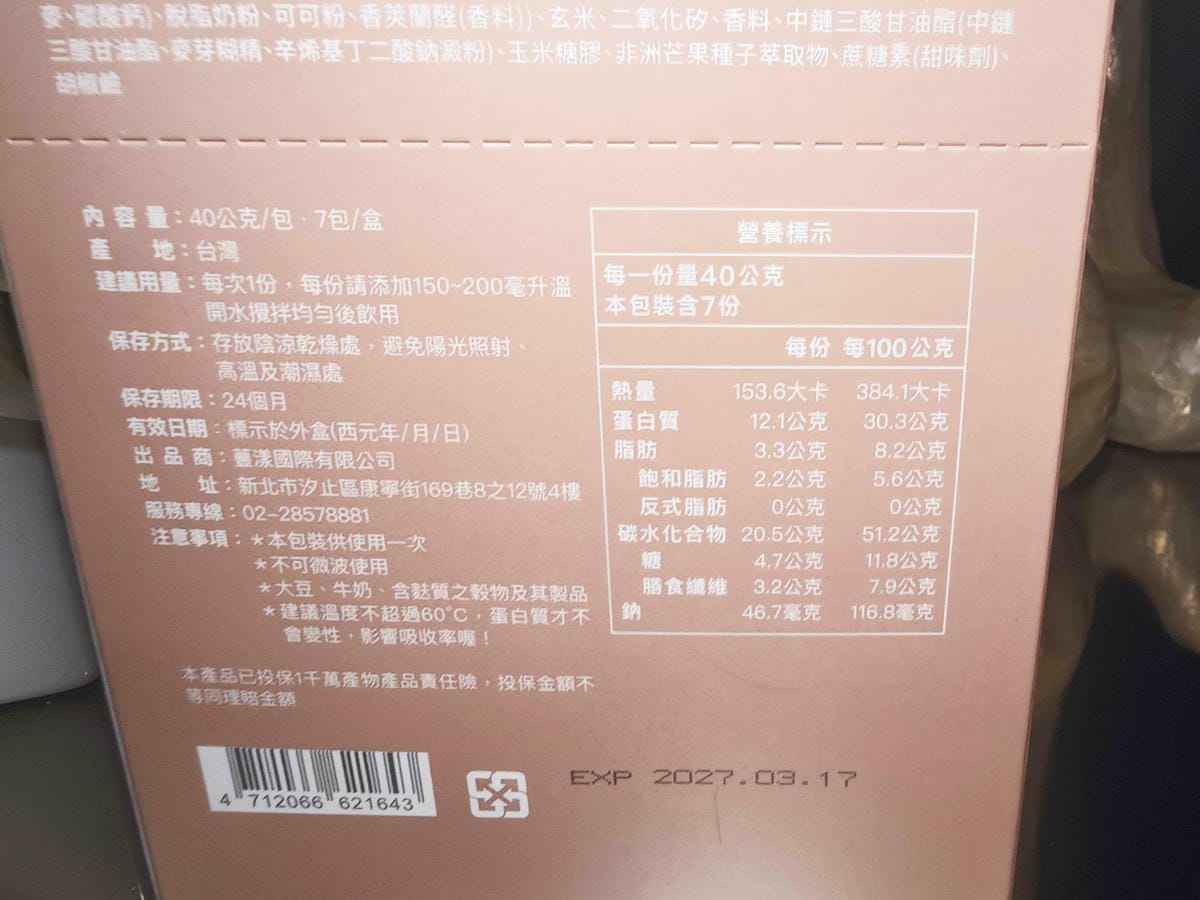 麥、碳酸鈣)、脫脂奶粉、可可粉、香莢蘭醛(香料))、玄米、二氧化矽、香料、中鏈三酸甘油酯(中鏈
三酸甘油酯、麥芽糊精、辛烯基丁二酸鈉澱粉)、玉米糖膠、非洲芒果種子萃取物、蔗糖素(甜味劑)、
胡椒鹼
內容量：40公克/包．7包/盒
產地：台灣
建議用量：每次1份，每份請添加150~200毫升溫
開水攪拌均勻後飲用
保存方式：存放陰涼乾燥處，避免陽光照射、
高溫及潮濕處
保存期限：24個月
有效日期：標示於外盒(西元年/月/日)
出品商：豐漾國際有限公司
地址：新北市汐止區康寧街169巷8之12號4樓
服務專線：02-28578881
注意事項：*本包裝供使用一次
*不可微波使用
*大豆、牛奶、含麩質之穀物及其製品
*建議溫度不超過60°C，蛋白質才不
會變性，影響吸收率喔！
本產品已投保1千萬產物產品責任險，投保金額不
等同理賠金額
4 712066 621643
營養標示
每一份量40公克
本包裝含7份
每份 每100公克
熱量 153.6大卡 384.1大卡
蛋白質 12.1公克 30.3公克
脂肪 3.3公克 8.2公克
飽和脂肪 2.2公克 5.6公克
反式脂肪 0公克 0公克
碳水化合物 20.5公克 51.2公克
糖 4.7公克 11.8公克
膳食纖維 3.2公克 7.9公克
鈉 46.7毫克 116.8毫克
EXP 2027.03.17